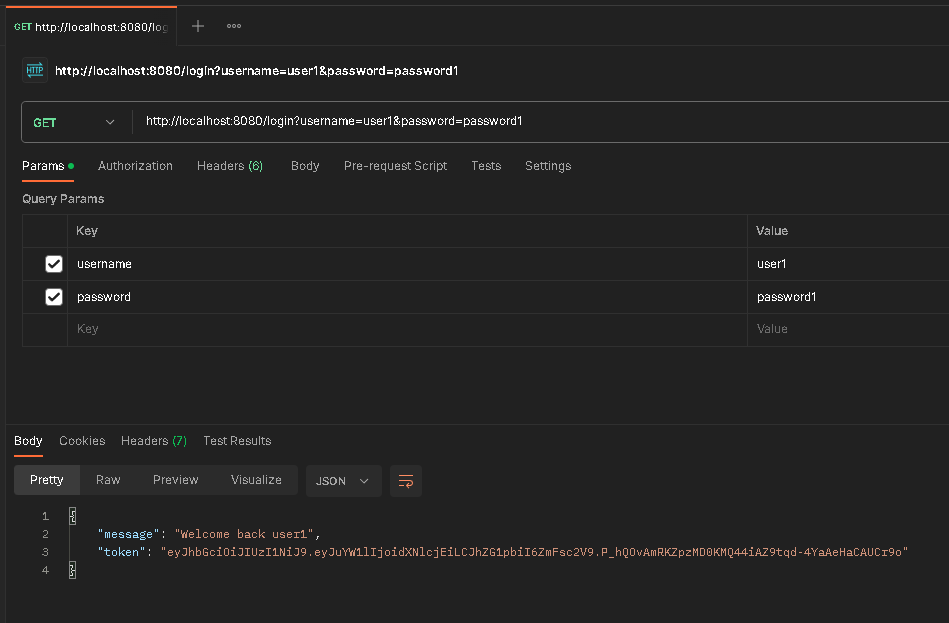 GET http://localhost:8080/log
HTTP http://localhost:8080/login?username=user1&password=password1
GET http://localhost:8080/login?username=user1&password=password1
Params Authorization Headers (6) Body Pre-request Script Tests Settings
Query Params
Key Value
username user1
password password1
Key Value
Body Cookies Headers (7) Test Results
Pretty Raw Preview Visualize JSON
1 {
2 "message": "Welcome back user1",
3 "token": "eyJhbGciOiJIUzI1NiJ9.eyJuYW1lIjoidXNlcjEiLCJhZG1pbiI6ZmFsc2V9.P_hQOvAmRKZpzMD0KMQ44iAZ9tqd-4YaAeHaCAUCr9o"
4 }